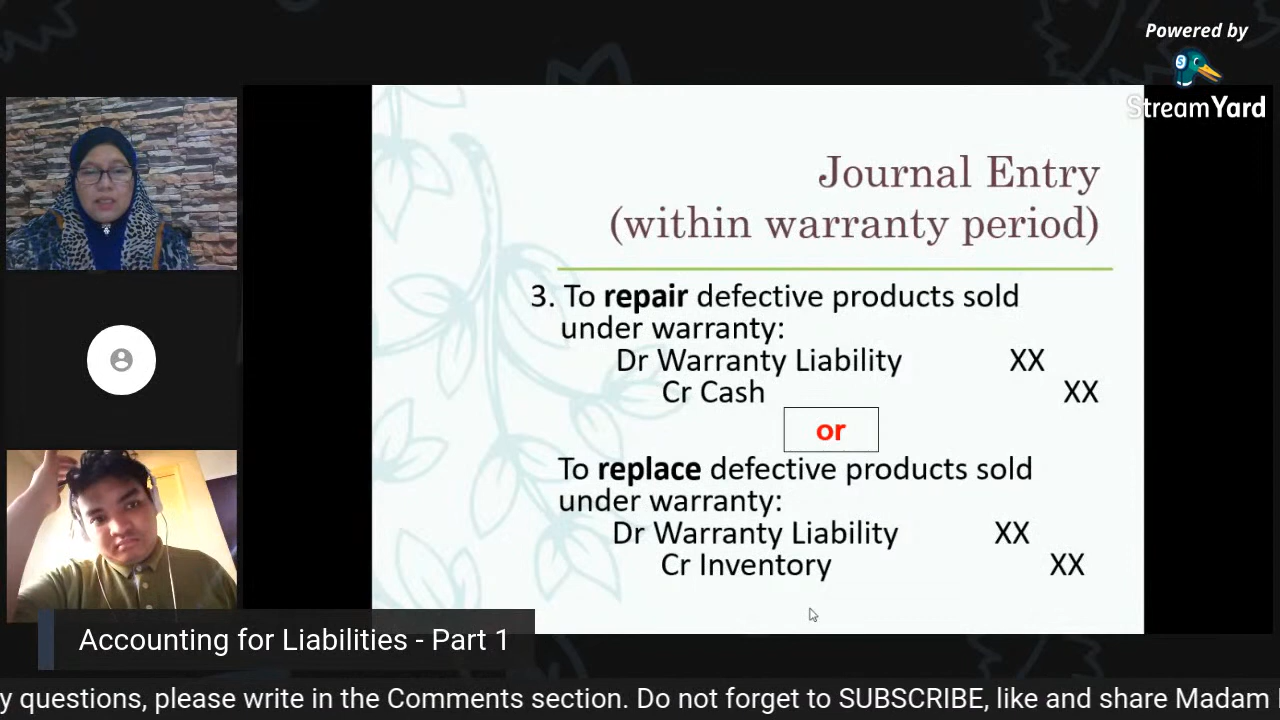 Powered by
StreamYard
Journal Entry
(within warranty period)
3. To repair defective products sold
under warranty:
Dr Warranty Liability XX
Cr Cash XX
or
To replace defective products sold
under warranty:
Dr Warranty Liability XX
Cr Inventory XX
Accounting for Liabilities - Part 1
y questions, please write in the Comments section. Do not forget to SUBSCRIBE, like and share Madam